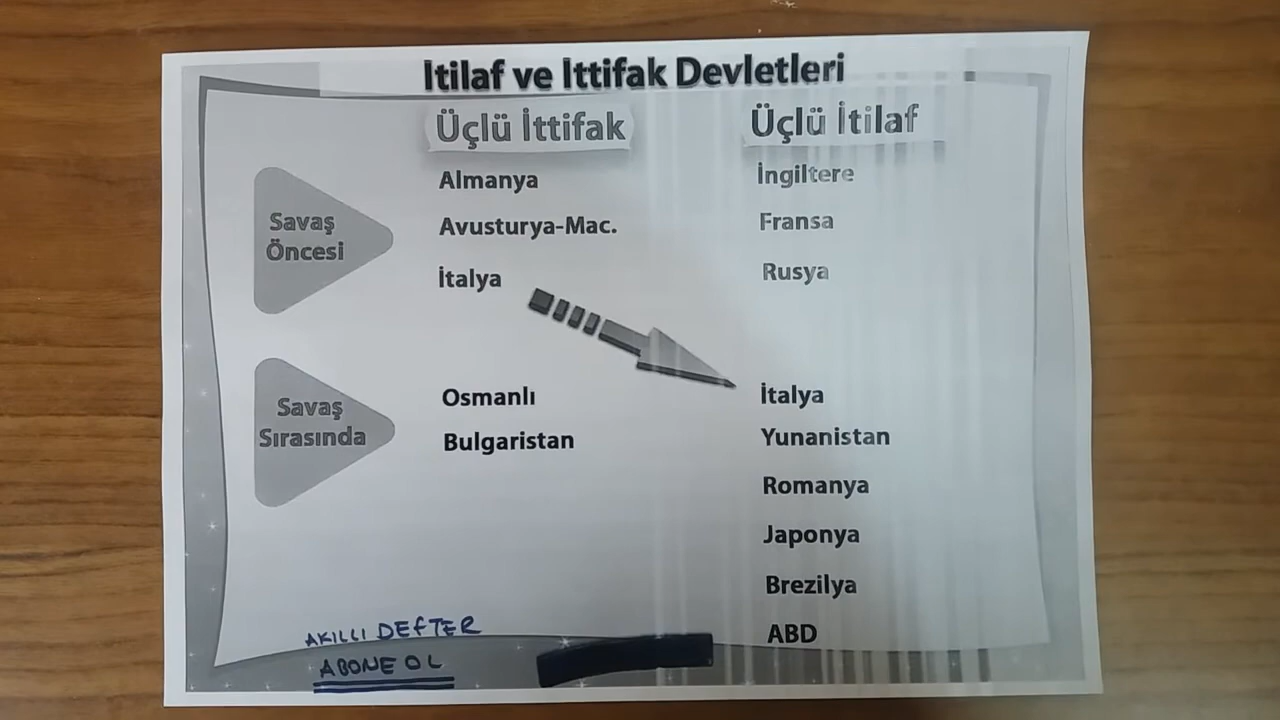 İtilaf ve İttifak Devletleri
Üçlü İttifak
Üçlü İtilaf
Savaş
Öncesi
Almanya
İngiltere
Avusturya-Mac.
Fransa
İtalya
Rusya
Savaş
Sırasında
Osmanlı
İtalya
Bulgaristan
Yunanistan
Romanya
Japonya
Brezilya
ABD
AKILLI DEFTER
ABONE OL